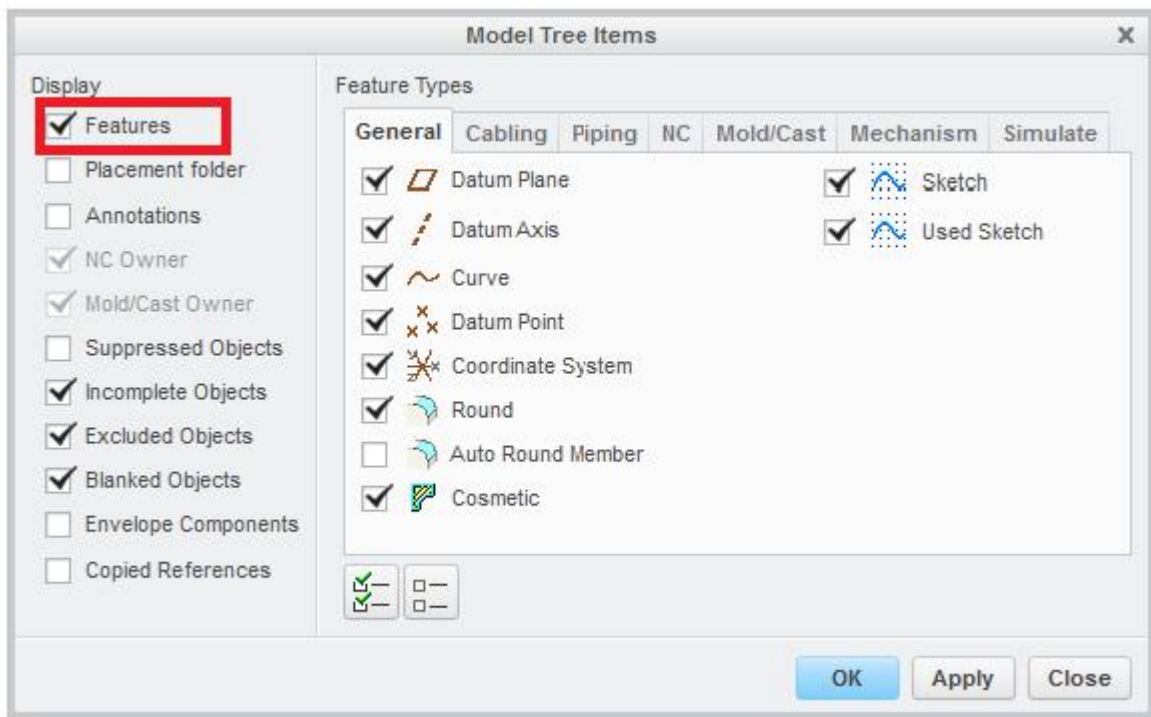 Model Tree Items
Display
Features
Placement folder
Annotations
NC Owner
Mold/Cast Owner
Suppressed Objects
Incomplete Objects
Excluded Objects
Blanked Objects
Envelope Components
Copied References
Feature Types
General Cabling Piping NC Mold/Cast Mechanism Simulate
Datum Plane
Datum Axis
Curve
Datum Point
Coordinate System
Round
Auto Round Member
Cosmetic
Sketch
Used Sketch
OK Apply Close